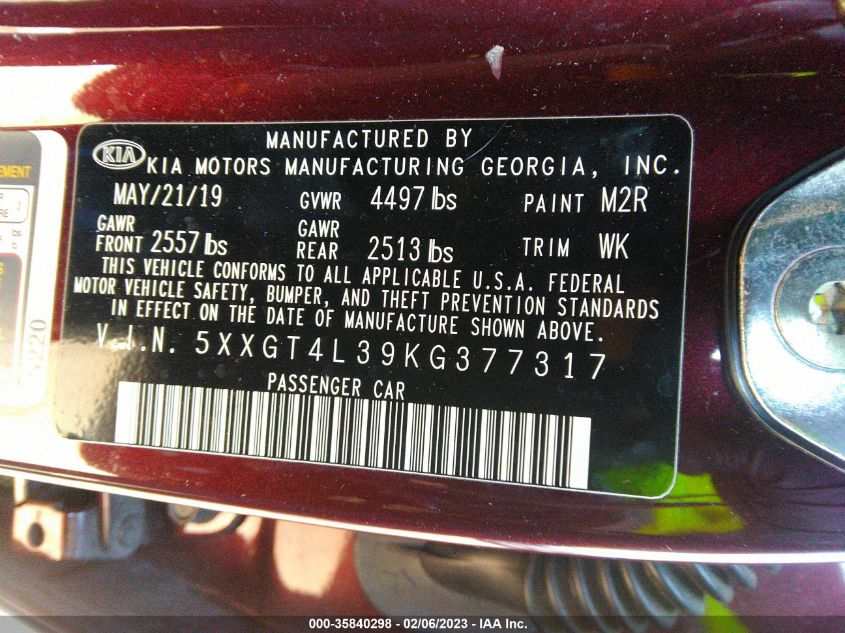 MANUFACTURED BY
KIA KIA MOTORS MANUFACTURING GEORGIA, INC.
MAY/21/19 GVWR 4497 lbs PAINT M2R
GAWR FRONT 2557 lbs GAWR REAR 2513 lbs TRIM WK
THIS VEHICLE CONFORMS TO ALL APPLICABLE U.S.A. FEDERAL
MOTOR VEHICLE SAFETY, BUMPER, AND THEFT PREVENTION STANDARDS
IN EFFECT ON THE DATE OF MANUFACTURE SHOWN ABOVE.
V.I.N. 5XXGT4L39KG377317
PASSENGER CAR
000-35840298 - 02/06/2023 - IAA Inc.